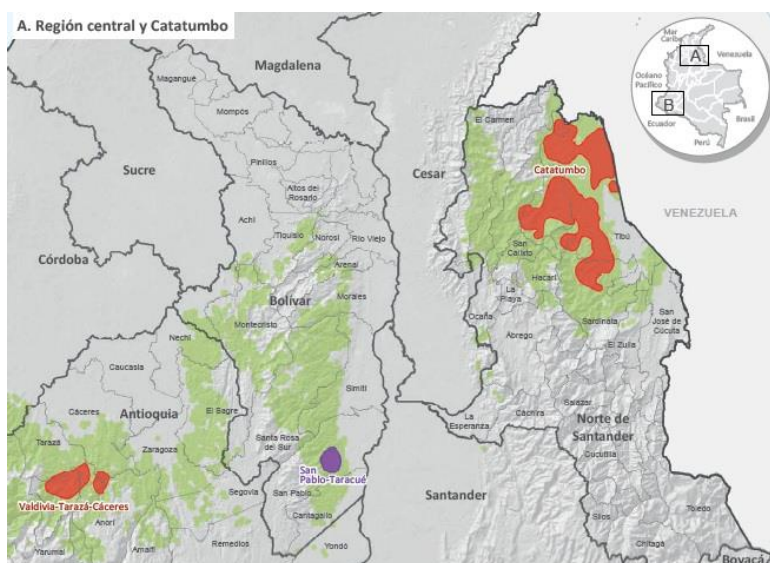 A. Región central y Catatumbo
Mar
Caribe
A
Venezuela
Océano
Pacífico
B
Ecuador
Brasil
Perú
Magdalena
Magangué
Mompós
Sucre
Pinillos
Altos del
Rosario
Achí
Tiquisio
Norosí
Río Viejo
Arenal
Córdoba
Bolívar
Morales
Montecristo
Nechí
Caucasia
Simití
Cáceres
Antioquia
El Bagre
Tarazá
Zaragoza
Santa Rosa
del Sur
San
Pablo-Taracué
Valdivia-Tarazá-Cáceres
Segovia
San Pablo
Cantagallo
Anorí
Yarumal
Amalfi
Remedios
Yondó
El Carmen
Cesar
Catatumbo
VENEZUELA
Tibú
San
Calixto
Hacarí
La
Playa
Ocaña
Ábrego
Sardinata
San
José de
Cúcuta
El Zulia
La
Esperanza
Cáchira
Salazar
Norte de
Santander
Cucutilla
Santander
Silos
Toledo
Chitagá
Boyacá